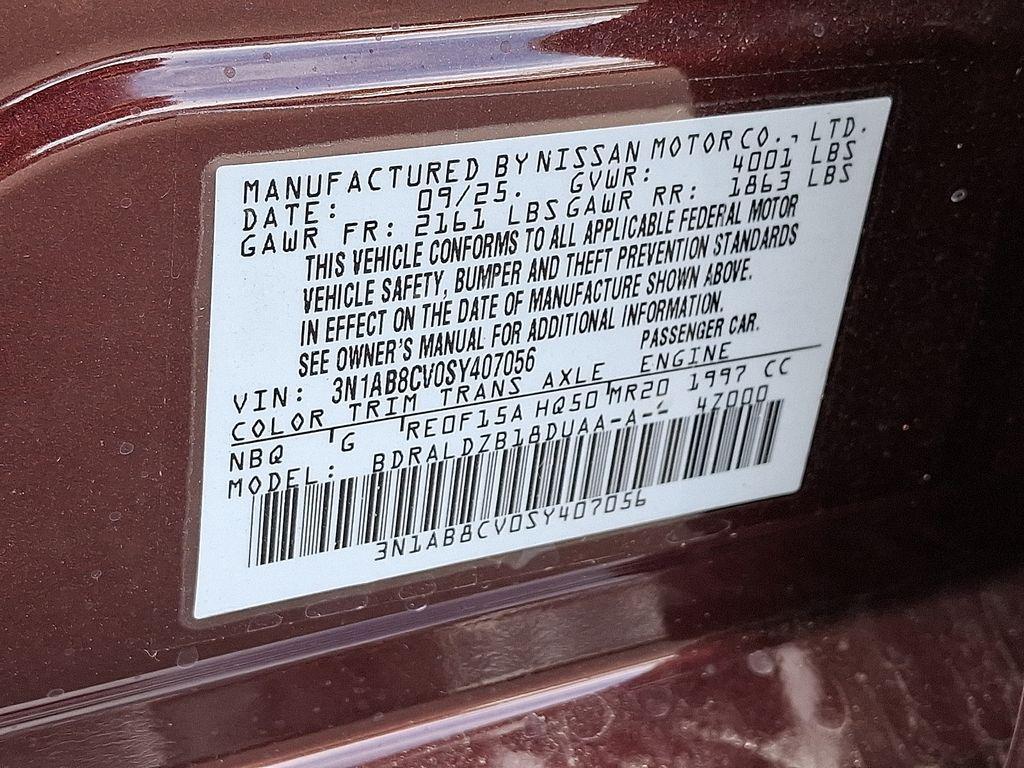 MANUFACTURED BY NISSAN MOTOR CO., LTD.
DATE: 09/25. GVWR: 4001 LBS
GAWR FR: 2161 LBS GAWR RR: 1863 LBS
THIS VEHICLE CONFORMS TO ALL APPLICABLE FEDERAL MOTOR
VEHICLE SAFETY, BUMPER AND THEFT PREVENTION STANDARDS
IN EFFECT ON THE DATE OF MANUFACTURE SHOWN ABOVE.
SEE OWNER'S MANUAL FOR ADDITIONAL INFORMATION.
VIN: 3N1AB8CV0SY407056 PASSENGER CAR.
COLOR TRIM TRANS AXLE ENGINE
NBQ G RE0F15A HQ50 MR20 1997 CC
MODEL: BDRALDZB18DUAA-A-- 47000
3N1AB8CV0SY407056